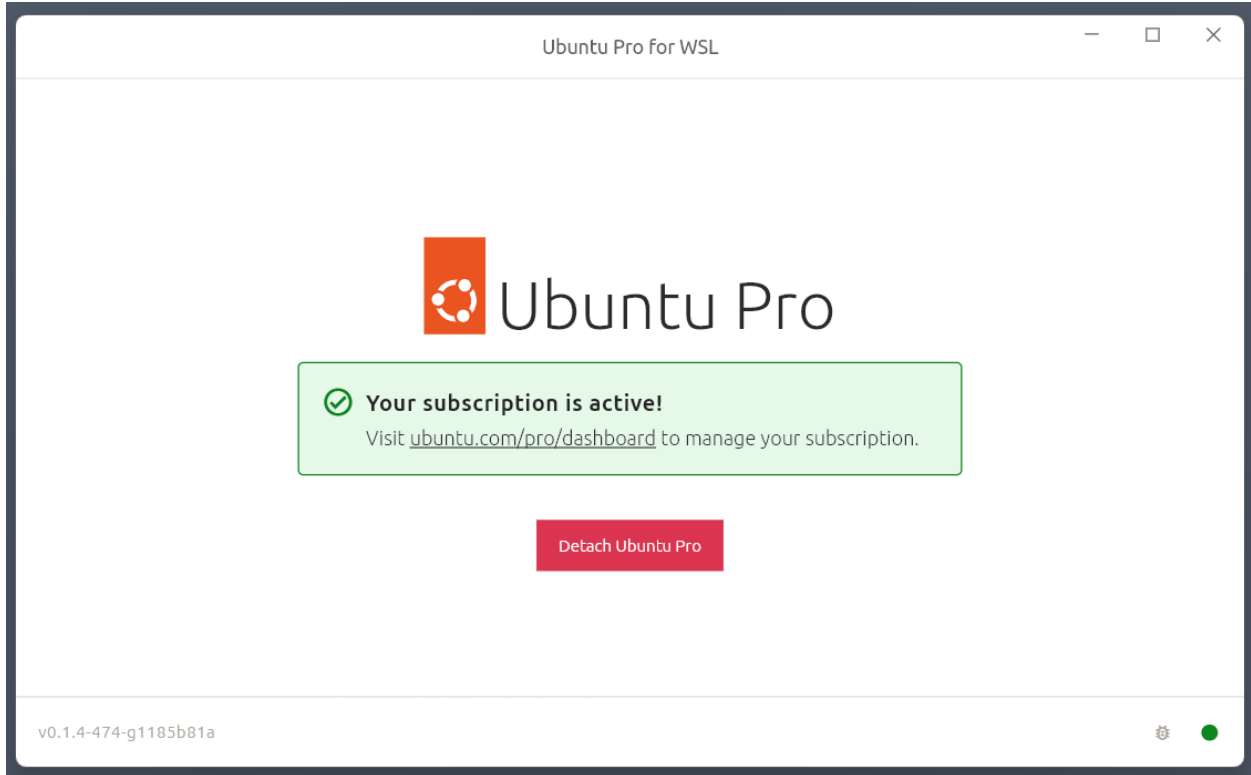 Ubuntu Pro for WSL
Ubuntu Pro
Your subscription is active!
Visit ubuntu.com/pro/dashboard to manage your subscription.
Detach Ubuntu Pro
v0.1.4-474-g1185b81a